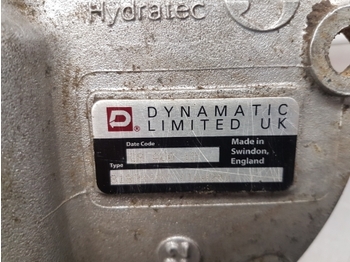 Hydratec
D ® DYNAMATIC
LIMITED UK
Date Code
Made in
Swindon,
England
Type